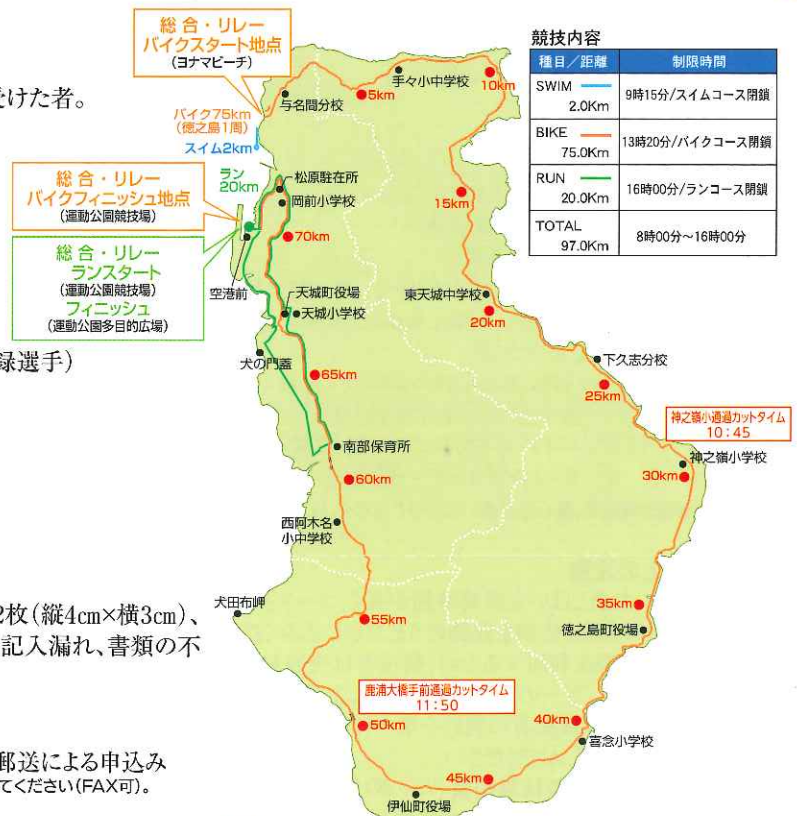 総合・リレー
バイクスタート地点
(ヨナマビーチ)
受けた者。
バイク75km
(徳之島1周)
スイム2km
与名間分校
5km
手々小中学校
10km
競技内容
種目/距離 制限時間
SWIM 2.0Km 9時15分/スイムコース閉鎖
BIKE 75.0Km 13時20分/バイクコース閉鎖
RUN 20.0Km 16時00分/ランコース閉鎖
TOTAL 97.0Km 8時00分〜16時00分
総合・リレー
バイクフィニッシュ地点
(運動公園競技場)
ラン
20km
松原駐在所
岡前小学校
15km
総合・リレー
ランスタート
(運動公園競技場)
フィニッシュ
(運動公園多目的広場)
70km
空港前
天城町役場
天城小学校
東天城中学校
20km
録選手)
犬の門蓋
65km
下久志分校
25km
神之嶺小通過カットタイム
10:45
南部保育所
60km
神之嶺小学校
30km
西阿木名
小中学校
2枚(縦4cm×横3cm)、
記入漏れ、書類の不
犬田布岬
55km
35km
徳之島町役場
鹿浦大橋手前通過カットタイム
11:50
50km
40km
喜念小学校
郵送による申込み
てください(FAX可)。
45km
伊仙町役場